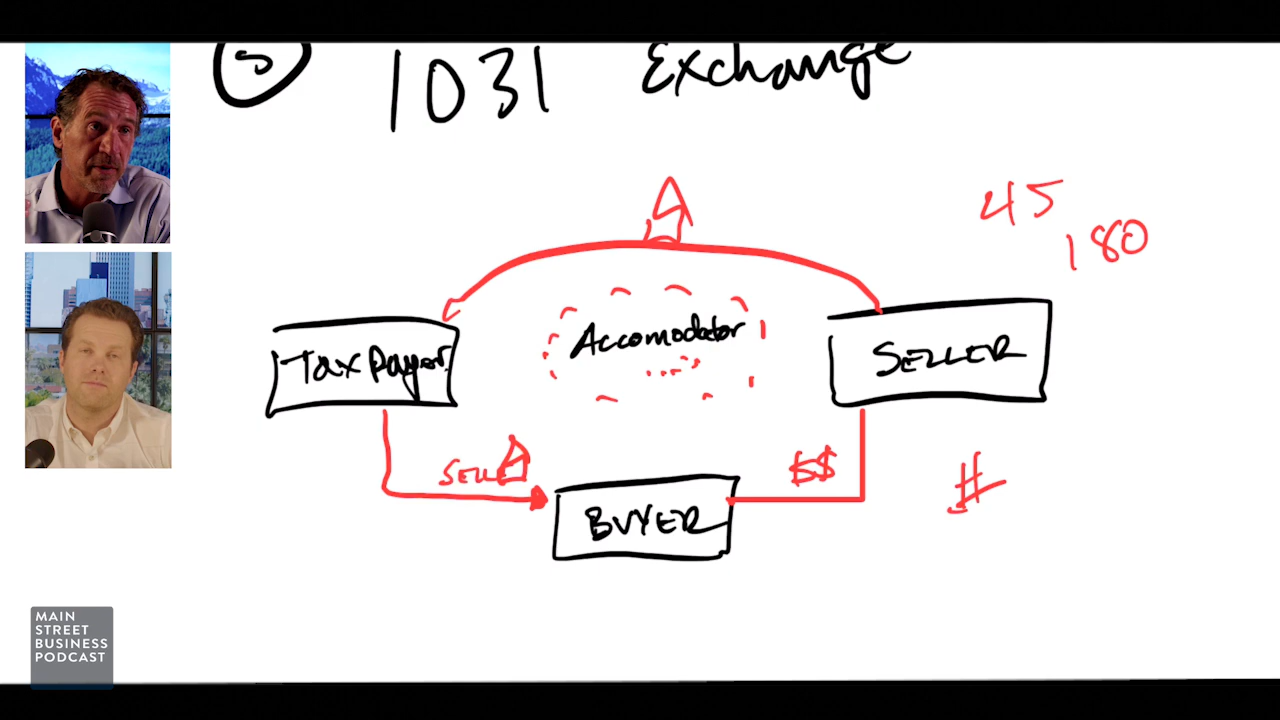 5
1031 Exchange
45
180
Accomodator
Tax Payer
SELLER
SELL
$$
#
BUYER
MAIN
STREET
BUSINESS
PODCAST